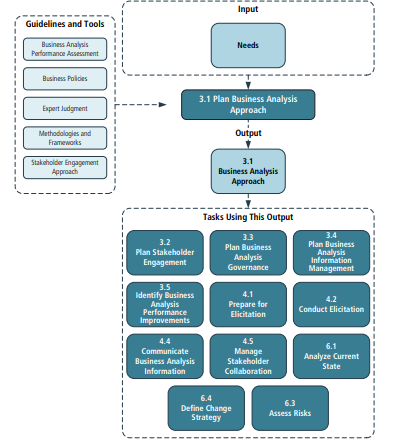 Input
Needs
Guidelines and Tools
Business Analysis
Performance Assessment
Business Policies
Expert Judgment
Methodologies and
Frameworks
Stakeholder Engagement
Approach
3.1 Plan Business Analysis
Approach
Output
3.1
Business Analysis
Approach
Tasks Using This Output
3.2
Plan Stakeholder
Engagement
3.3
Plan Business
Analysis
Governance
3.4
Plan Business
Analysis
Information
Management
3.5
Identify Business
Analysis
Performance
Improvements
4.1
Prepare for
Elicitation
4.2
Conduct Elicitation
4.4
Communicate
Business Analysis
Information
4.5
Manage
Stakeholder
Collaboration
6.1
Analyze Current
State
6.4
Define Change
Strategy
6.3
Assess Risks